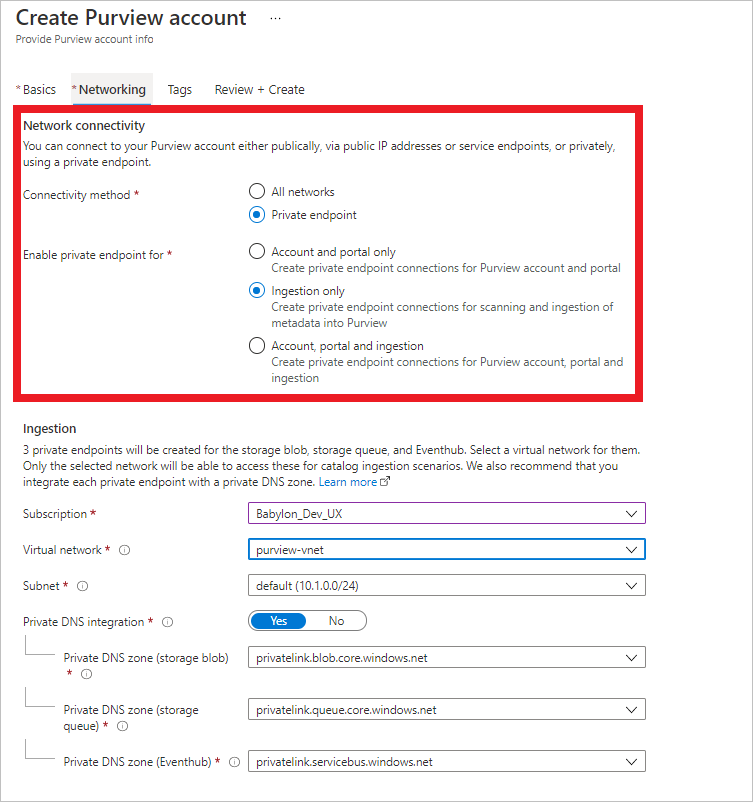 Create Purview account ...
Provide Purview account info
* Basics * Networking Tags Review + Create
Network connectivity
You can connect to your Purview account either publically, via public IP addresses or service endpoints, or privately,
using a private endpoint.
Connectivity method *
All networks
Private endpoint
Enable private endpoint for *
Account and portal only
Create private endpoint connections for Purview account and portal
Ingestion only
Create private endpoint connections for scanning and ingestion of
metadata into Purview
Account, portal and ingestion
Create private endpoint connections for Purview account, portal and
ingestion
Ingestion
3 private endpoints will be created for the storage blob, storage queue, and Eventhub. Select a virtual network for them.
Only the selected network will be able to access these for catalog ingestion scenarios. We also recommend that you
integrate each private endpoint with a private DNS zone. Learn more
Subscription * Babylon_Dev_UX
Virtual network * purview-vnet
Subnet * default (10.1.0.0/24)
Private DNS integration * Yes No
Private DNS zone (storage blob)
* privatelink.blob.core.windows.net
Private DNS zone (storage
queue) * privatelink.queue.core.windows.net
Private DNS zone (Eventhub) * privatelink.servicebus.windows.net